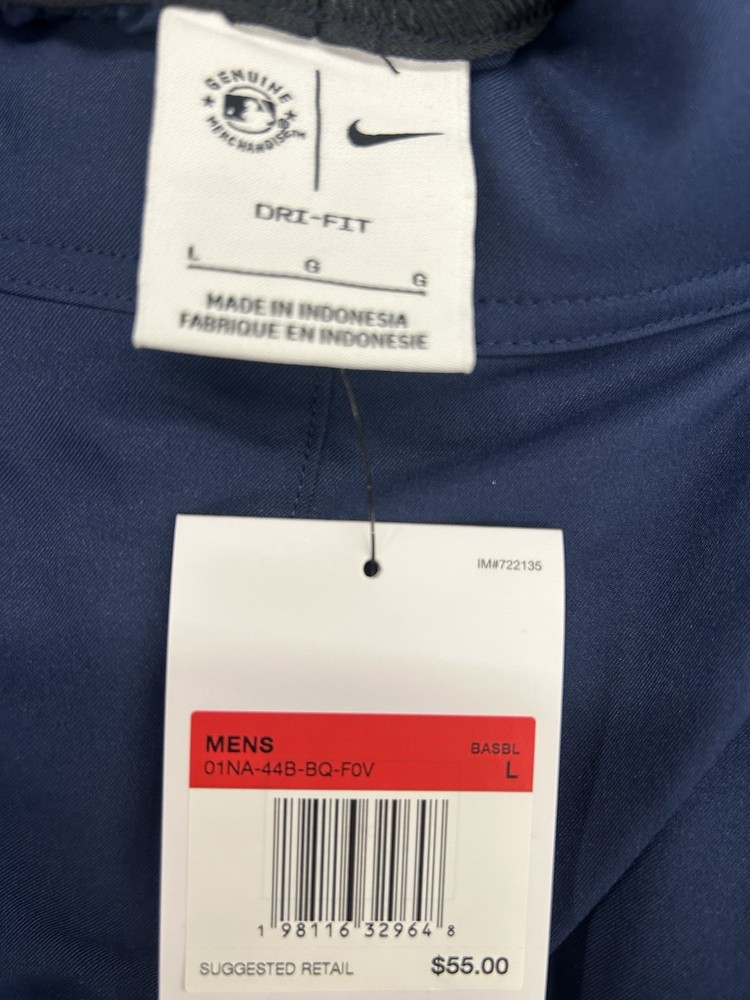 GENUINE
MERCHANDISE™
DRI-FIT
L G G
MADE IN INDONESIA
FABRIQUE EN INDONESIE
IM#722135
MENS BASBL
01NA-44B-BQ-F0V L
1 98116 32964 8
SUGGESTED RETAIL $55.00